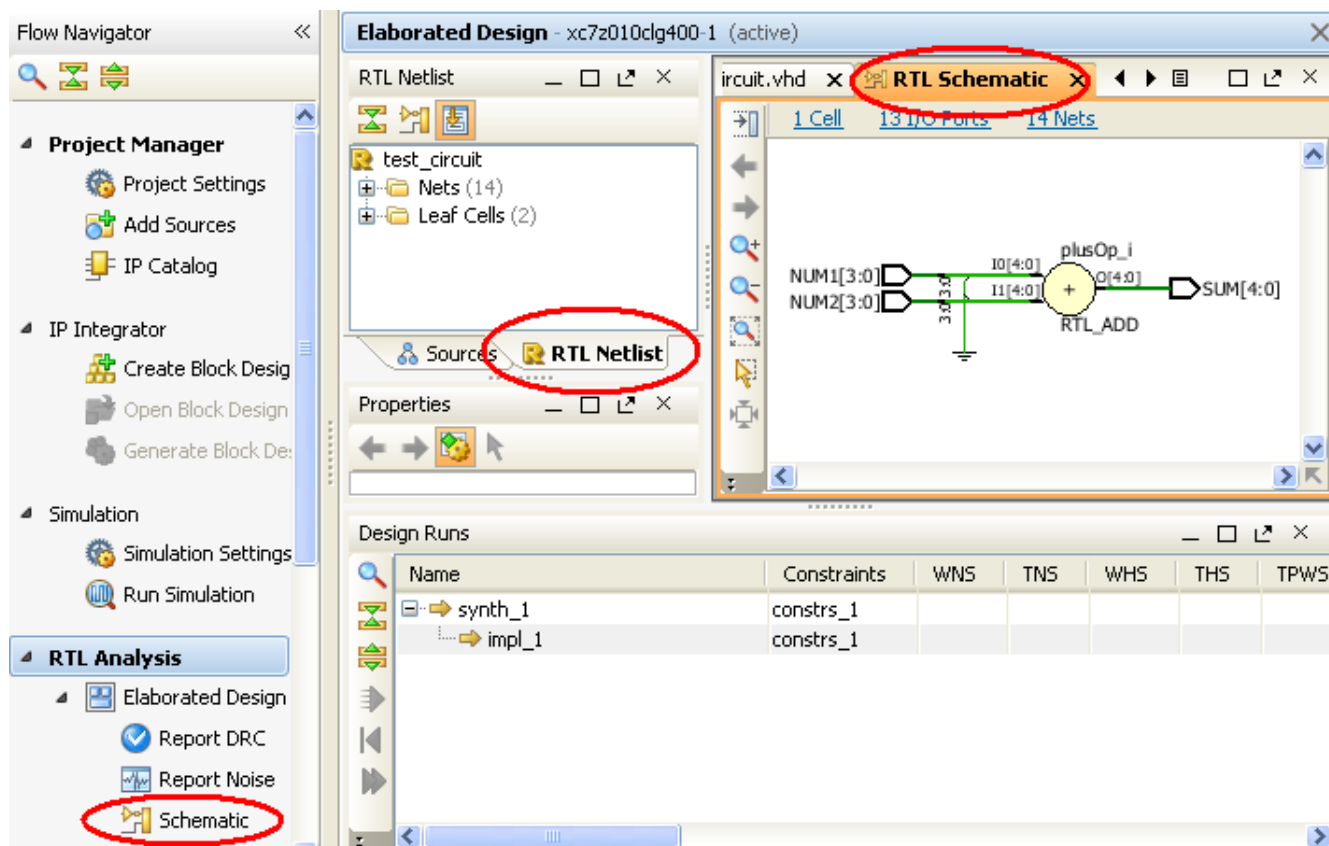 Flow Navigator
Project Manager
Project Settings
Add Sources
IP Catalog
IP Integrator
Create Block Desig
Open Block Design
Generate Block De
Simulation
Simulation Settings
Run Simulation
RTL Analysis
Elaborated Design
Report DRC
Report Noise
Schematic
Elaborated Design - xc7z010clg400-1 (active)
RTL Netlist
test_circuit
Nets (14)
Leaf Cells (2)
Sources
RTL Netlist
Properties
ircuit.vhd
RTL Schematic
1 Cell
13 I/O Ports
14 Nets
plusOp_i
NUM1[3:0]
NUM2[3:0]
3:0
3:0
I0[4:0]
I1[4:0]
+
O[4:0]
SUM[4:0]
RTL_ADD
Design Runs
Name Constraints WNS TNS WHS THS TPWS
synth_1 constrs_1
impl_1 constrs_1